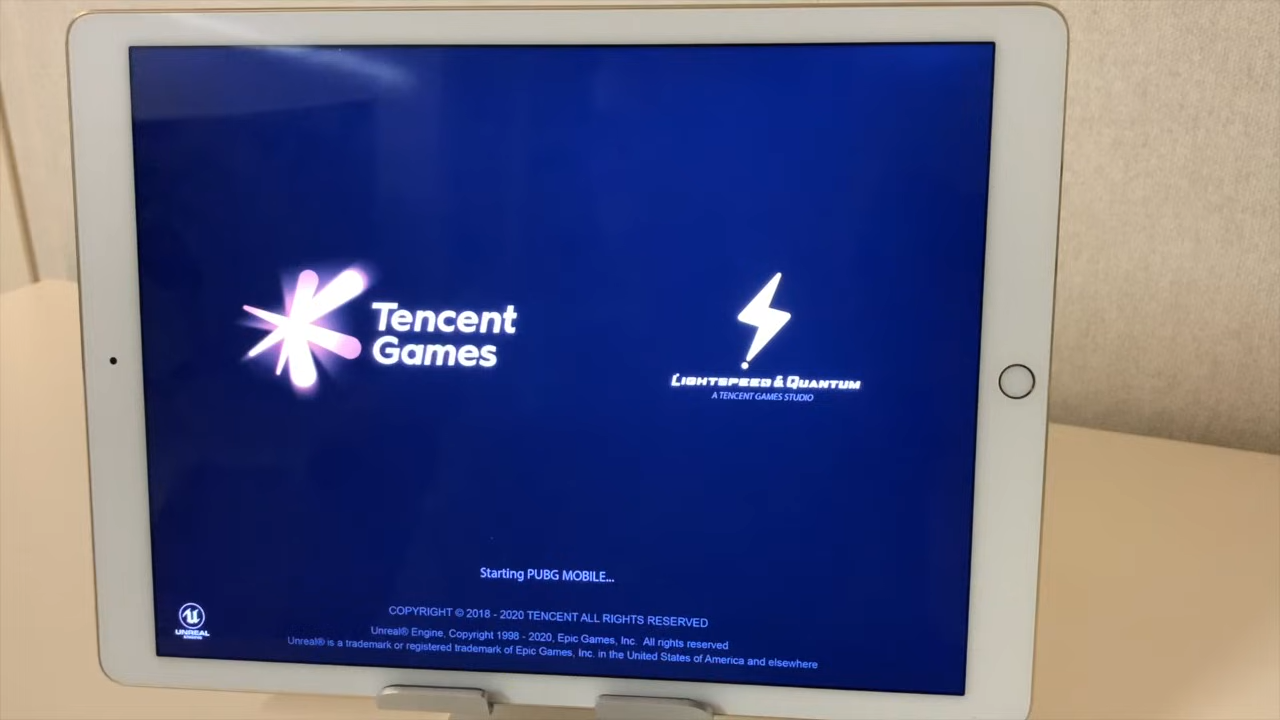 Tencent
Games
LIGHTSPEED & QUANTUM
A TENCENT GAMES STUDIO
Starting PUBG MOBILE...
COPYRIGHT © 2018 - 2020 TENCENT ALL RIGHTS RESERVED
UNREAL
ENGINE
Unreal® Engine, Copyright 1998 - 2020, Epic Games, Inc. All rights reserved
Unreal® is a trademark or registered trademark of Epic Games, Inc. in the United States of America and elsewhere